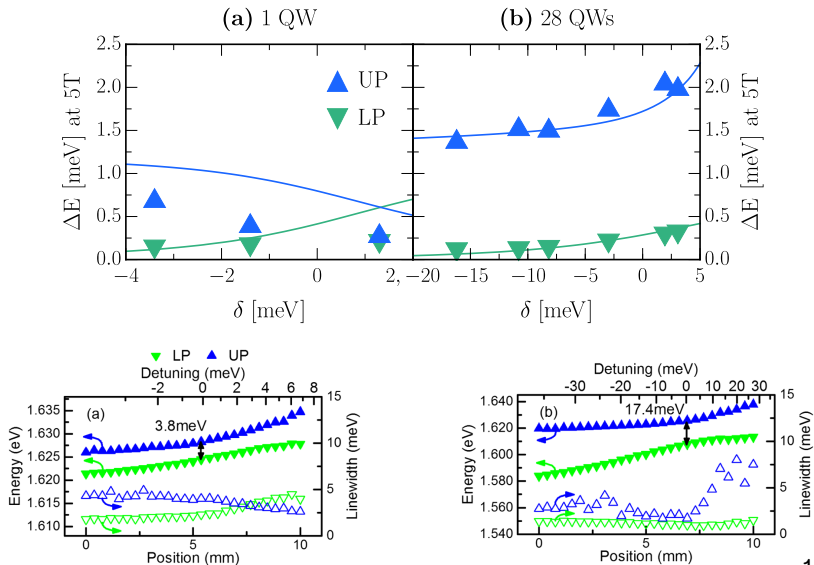 (a) 1 QW
(b) 28 QWs
ΔE [meV] at 5T
2.5
2.0
1.5
1.0
0.5
0.0
UP
LP
−4 −2 0 2,
δ [meV]
−20 −15 −10 −5 0 5
δ [meV]
2.5
2.0
1.5
1.0
0.5
0.0
ΔE [meV] at 5T
LP UP
Detuning (meV)
-2 0 2 4 6 8
(a)
3.8meV
Energy (eV)
1.635
1.630
1.625
1.620
1.615
1.610
15
10
5
0
Linewidth (meV)
0 5 10
Position (mm)
Detuning (meV)
-30 -20 -10 0 10 20 30
(b)
17.4meV
Energy (eV)
1.640
1.620
1.600
1.580
1.560
1.540
15
10
5
0
Linewidth (meV)
0 5 10
Position (mm)
1